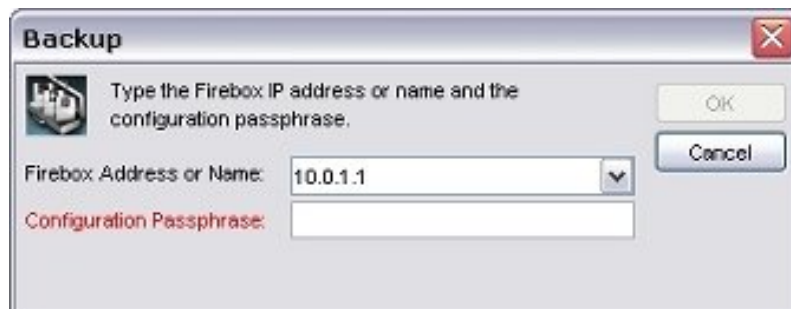 Backup
Type the Firebox IP address or name and the
configuration passphrase.
OK
Cancel
Firebox Address or Name:
10.0.1.1
Configuration Passphrase: